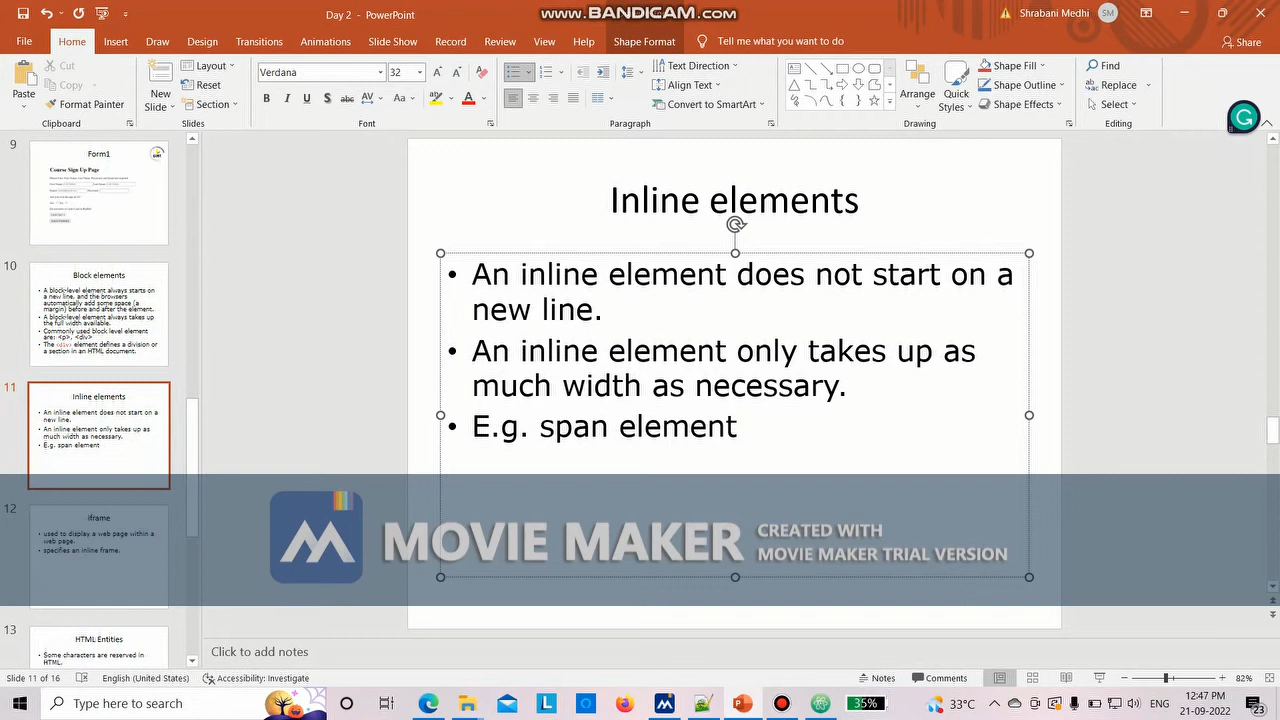 Day 2 - PowerPoint
www.BANDICAM.com
Shrabani Medhi
SM
File
Home
Insert
Draw
Design
Transitions
Animations
Slide Show
Record
Review
View
Help
Shape Format
Tell me what you want to do
Share
Paste
Cut
Copy
Format Painter
Clipboard
New
Slide
Layout
Reset
Section
Slides
Verdana
32
Font
Text Direction
Align Text
Convert to SmartArt
Paragraph
Arrange
Quick
Styles
Shape Fill
Shape Outline
Shape Effects
Drawing
Find
Replace
Select
Editing
9
Form1
Course Sign Up Page
10
Block elements
• A block-level element always starts on
a new line, and the browsers
automatically add some space (a
margin) before and after the element.
• A block-level element always takes up
the full width available.
• Commonly used block level element
are: <p>, <div>
• The <div> element defines a division or
a section in an HTML document.
11
Inline elements
• An inline element does not start on a
new line.
• An inline element only takes up as
much width as necessary.
• E.g. span element
12
iframe
• used to display a web page within a
web page.
• specifies an inline frame.
13
HTML Entities
• Some characters are reserved in
HTML.
Inline elements
• An inline element does not start on a
new line.
• An inline element only takes up as
much width as necessary.
• E.g. span element
MOVIE MAKER
CREATED WITH
MOVIE MAKER TRIAL VERSION
Click to add notes
Slide 11 of 16
English (United States)
Accessibility: Investigate
Notes
Comments
82%
Type here to search
35%
33°C
ENG
12:47 PM
21-09-2022
23